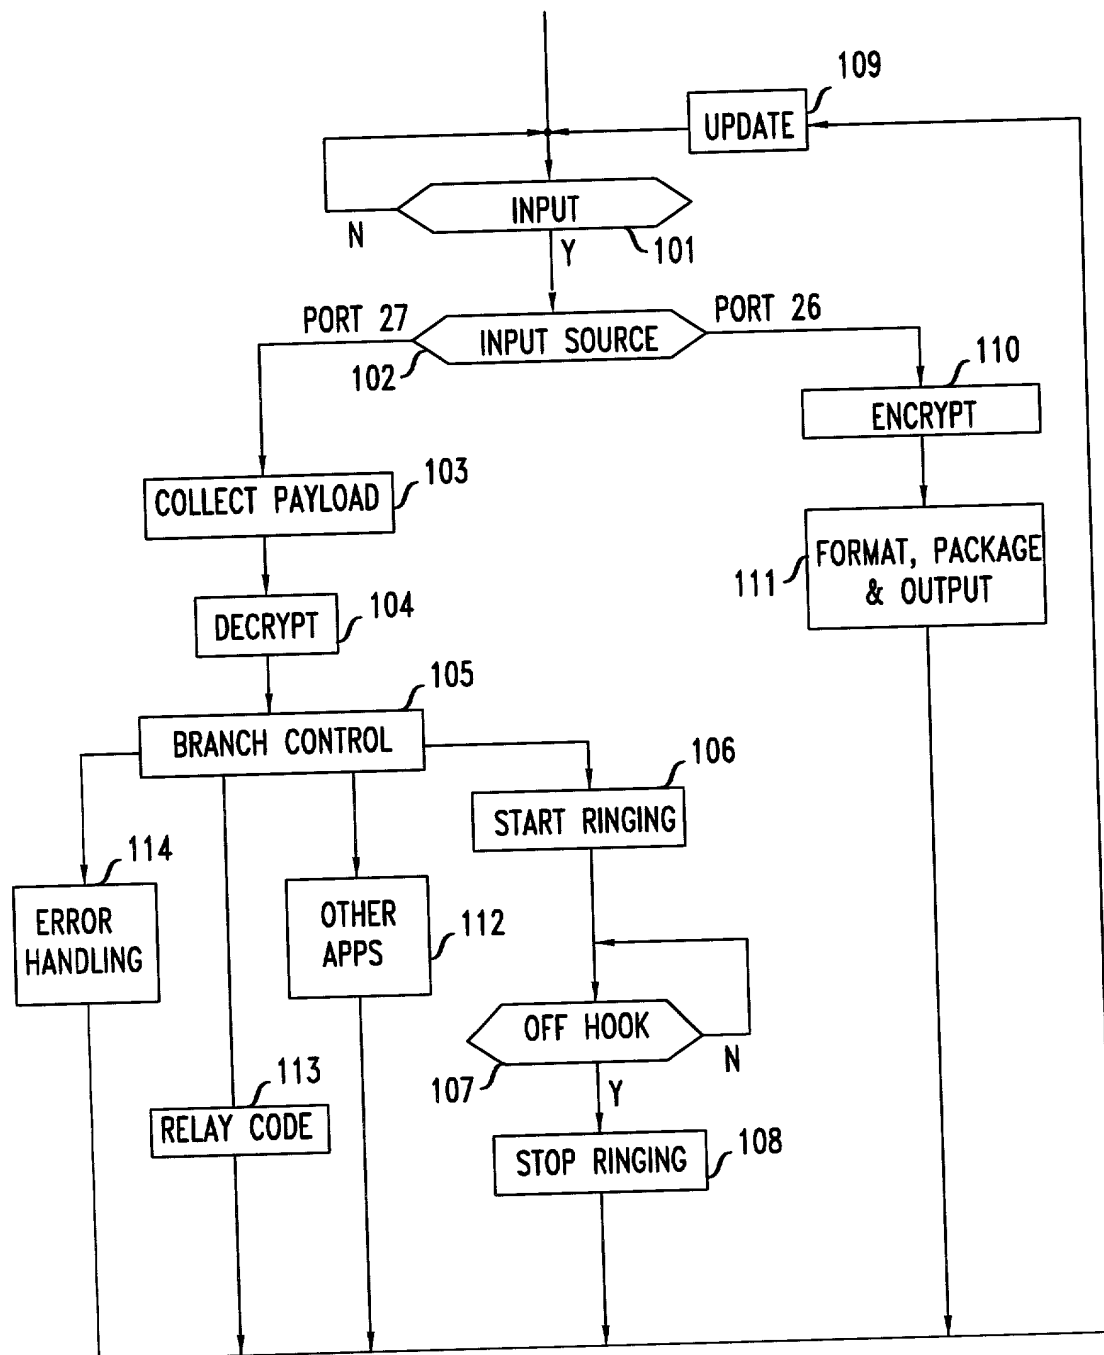 109
UPDATE
INPUT
N
101
Y
PORT 27
PORT 26
INPUT SOURCE
102
110
ENCRYPT
103
COLLECT PAYLOAD
FORMAT, PACKAGE
& OUTPUT
111
104
DECRYPT
105
BRANCH CONTROL
106
START RINGING
114
ERROR
HANDLING
OTHER
APPS
112
OFF HOOK
N
107
Y
113
RELAY CODE
STOP RINGING
108